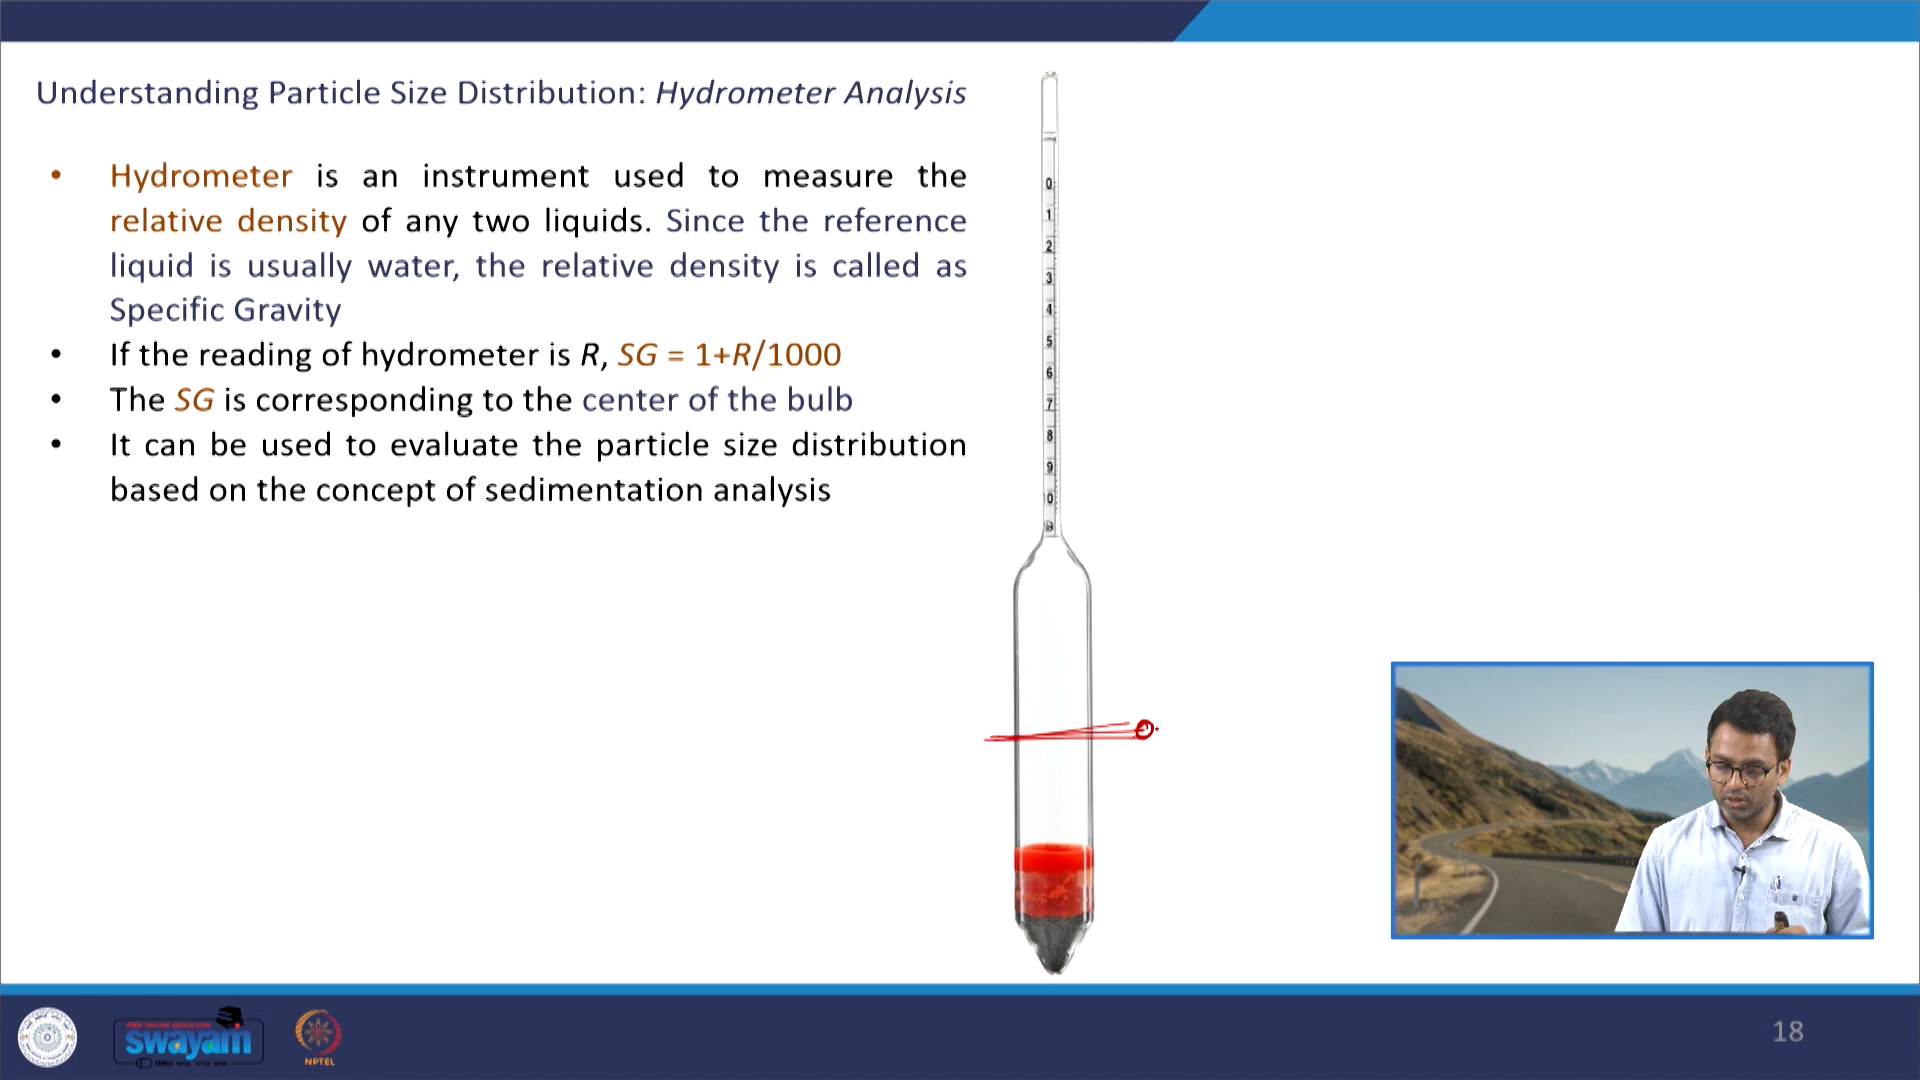 Understanding Particle Size Distribution: Hydrometer Analysis
• Hydrometer is an instrument used to measure the
relative density of any two liquids. Since the reference
liquid is usually water, the relative density is called as
Specific Gravity
• If the reading of hydrometer is R, SG = 1+R/1000
• The SG is corresponding to the center of the bulb
• It can be used to evaluate the particle size distribution
based on the concept of sedimentation analysis
0
1
2
3
4
5
6
7
8
9
0
FREE ONLINE EDUCATION
swayam
NPTEL
18